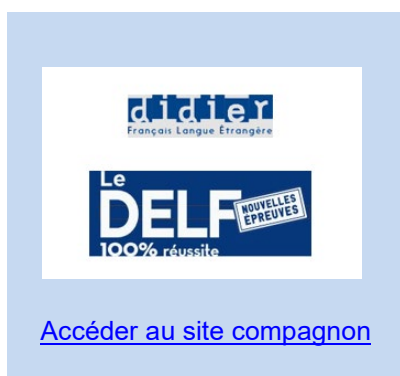 didier
Français Langue Étrangère
Le
DELF
NOUVELLES
ÉPREUVES
100% réussite
Accéder au site compagnon